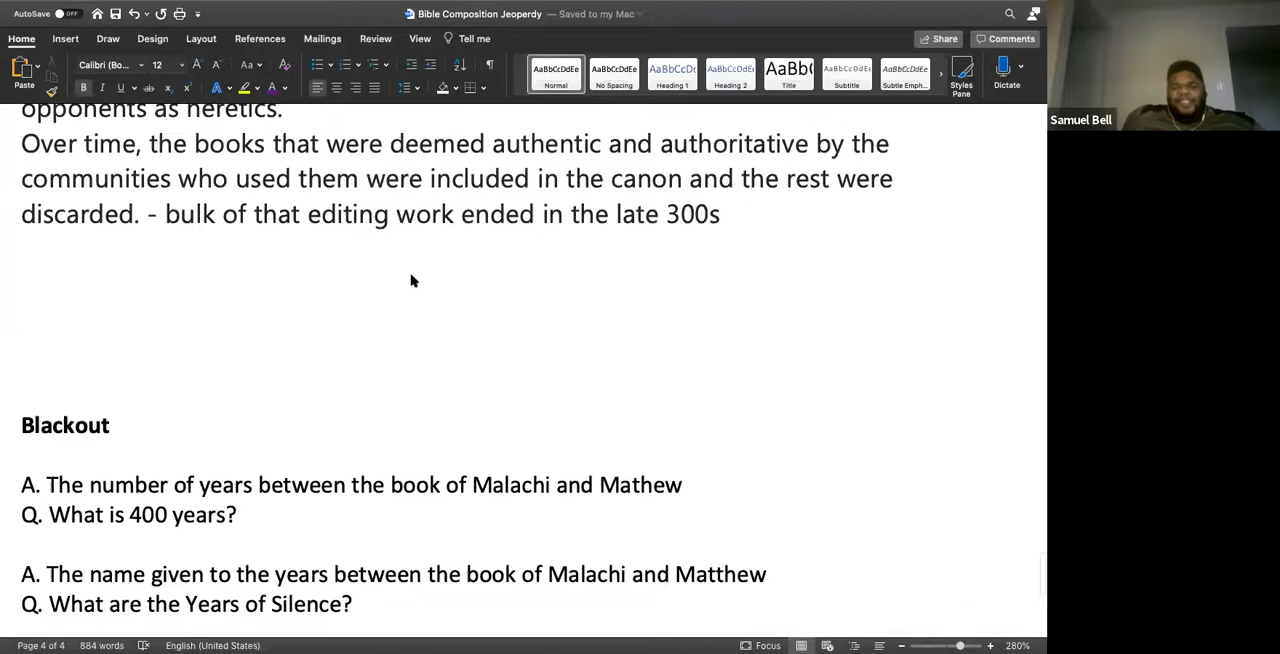 AutoSave OFF Bible Composition Jeoperdy — Saved to my Mac
Home Insert Draw Design Layout References Mailings Review View Tell me Share Comments
Paste Calibri (Bo... 12 A A Aa A
B I U ab x x A A
AaBbCcDdEe AaBbCcDdEe AaBbCcDc AaBbCcDdEe AaBb( AaBbCcDdEe AaBbCcDdEe
Normal No Spacing Heading 1 Heading 2 Title Subtitle Subtle Emph... Styles Pane Dictate
opponents as heretics.
Over time, the books that were deemed authentic and authoritative by the
communities who used them were included in the canon and the rest were
discarded. - bulk of that editing work ended in the late 300s
Blackout
A. The number of years between the book of Malachi and Mathew
Q. What is 400 years?
A. The name given to the years between the book of Malachi and Matthew
Q. What are the Years of Silence?
Page 4 of 4 884 words English (United States) Focus 280%
Samuel Bell